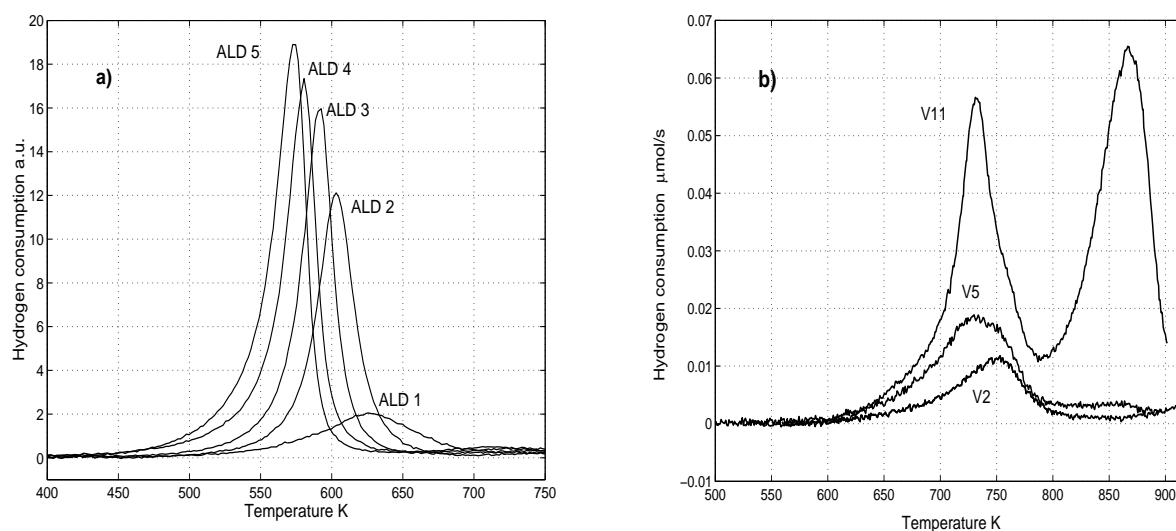 20
18
16
14
12
10
8
6
4
2
0
400 450 500 550 600 650 700 750
Hydrogen consumption a.u.
Temperature K
a)
ALD 5
ALD 4
ALD 3
ALD 2
ALD 1
0.07
0.06
0.05
0.04
0.03
0.02
0.01
0
−0.01
500 550 600 650 700 750 800 850 900
Hydrogen consumption μmol/s
Temperature K
b)
V11
V5
V2